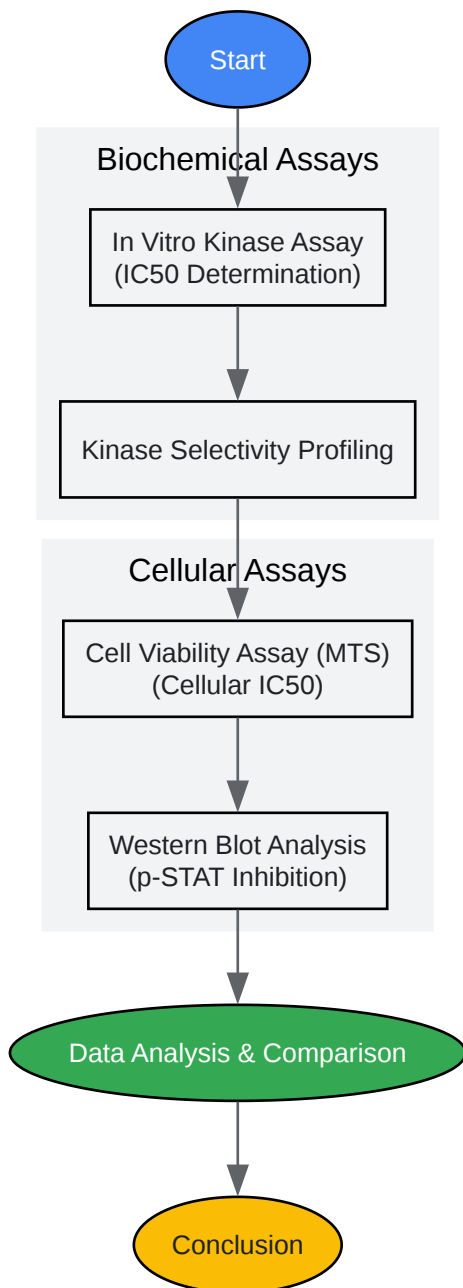 Start
Biochemical Assays
In Vitro Kinase Assay
(IC50 Determination)
Kinase Selectivity Profiling
Cellular Assays
Cell Viability Assay (MTS)
(Cellular IC50)
Western Blot Analysis
(p-STAT Inhibition)
Data Analysis & Comparison
Conclusion